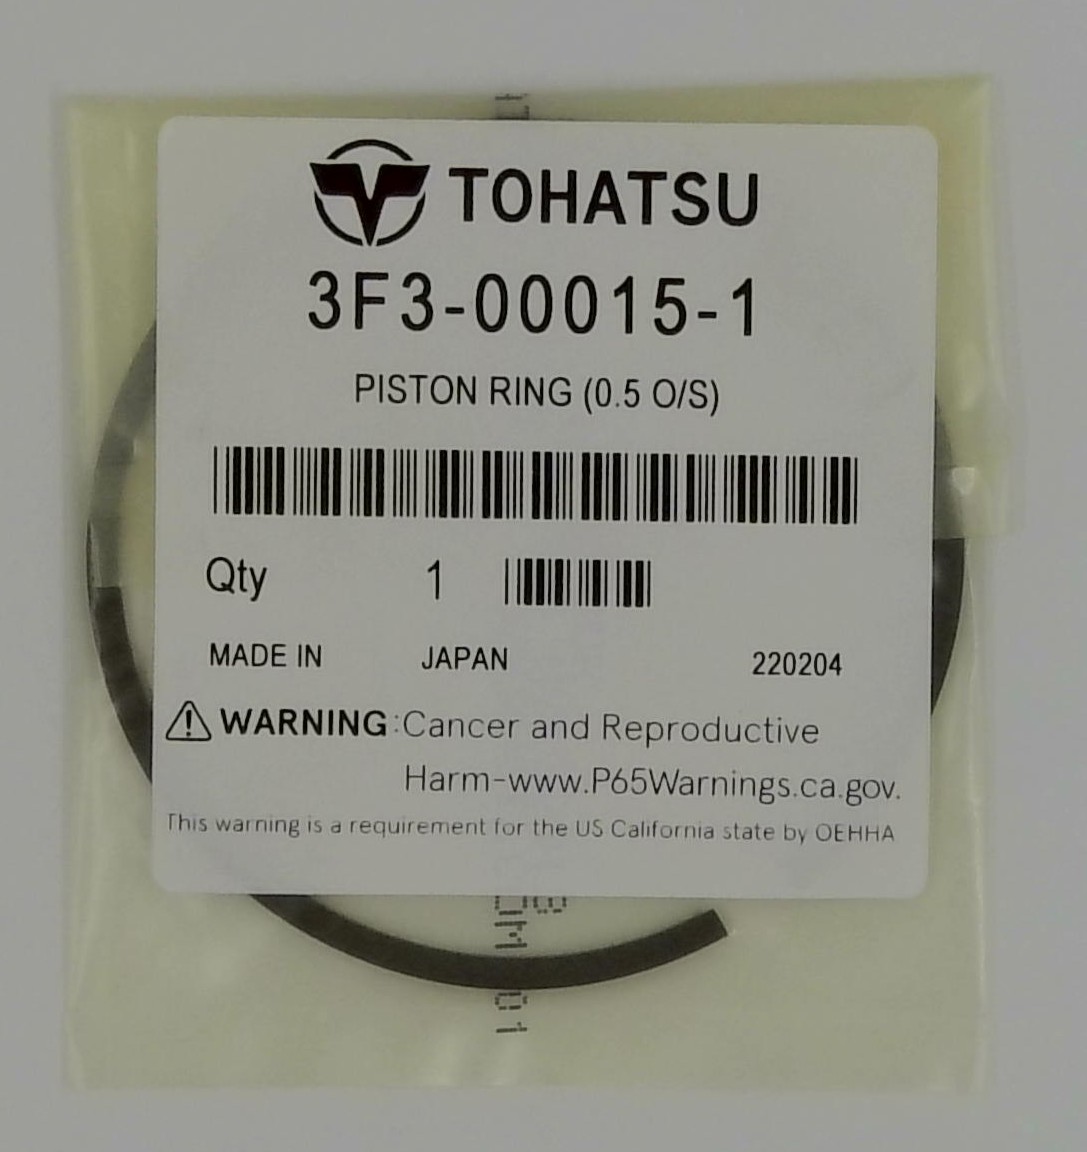 TOHATSU
3F3-00015-1
PISTON RING (0.5 O/S)
Qty 1
MADE IN JAPAN 220204
WARNING:Cancer and Reproductive
Harm-www.P65Warnings.ca.gov.
This warning is a requirement for the US California state by OEHHA